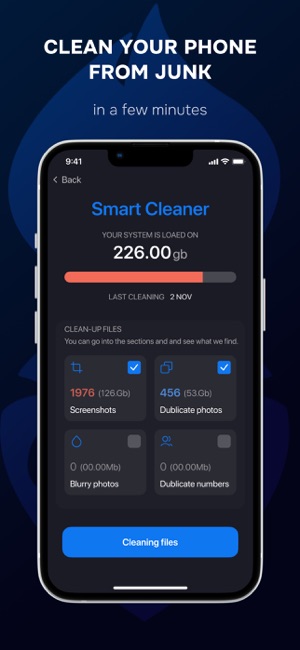 CLEAN YOUR PHONE
FROM JUNK
in a few minutes
9:41
Back
Smart Cleaner
YOUR SYSTEM IS LOAED ON
226.00gb
LAST CLEANING 2 NOV
CLEAN-UP FILES
You can go into the sections and and see what we find.
1976 (126.Gb)
Screenshots
456 (53.Gb)
Dublicate photos
0 (00.00Mb)
Blurry photos
0 (00.00Mb)
Dublicate numbers
Cleaning files